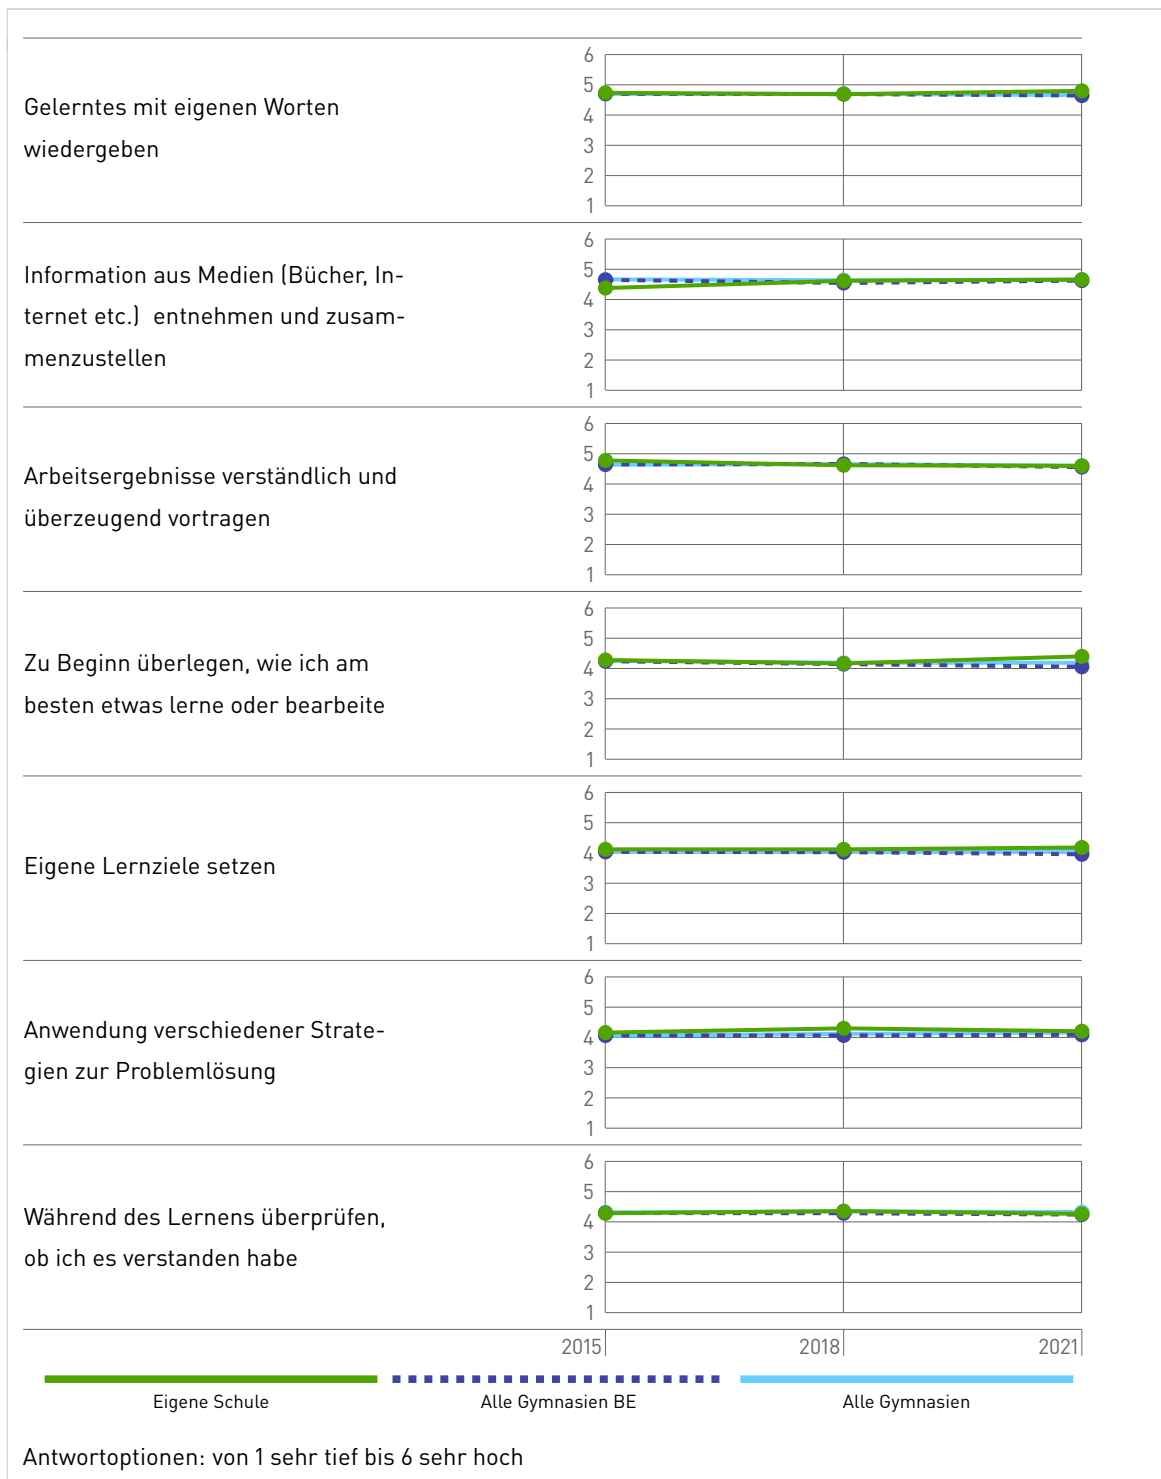 6
5
4
3
2
1
Gelerntes mit eigenen Worten
wiedergeben
6
5
4
3
2
1
Information aus Medien (Bücher, In-
ternet etc.) entnehmen und zusam-
menzustellen
6
5
4
3
2
1
Arbeitsergebnisse verständlich und
überzeugend vortragen
6
5
4
3
2
1
Zu Beginn überlegen, wie ich am
besten etwas lerne oder bearbeite
6
5
4
3
2
1
Eigene Lernziele setzen
6
5
4
3
2
1
Anwendung verschiedener Strate-
gien zur Problemlösung
6
5
4
3
2
1
Während des Lernens überprüfen,
ob ich es verstanden habe
2015 2018 2021
Eigene Schule Alle Gymnasien BE Alle Gymnasien
Antwortoptionen: von 1 sehr tief bis 6 sehr hoch